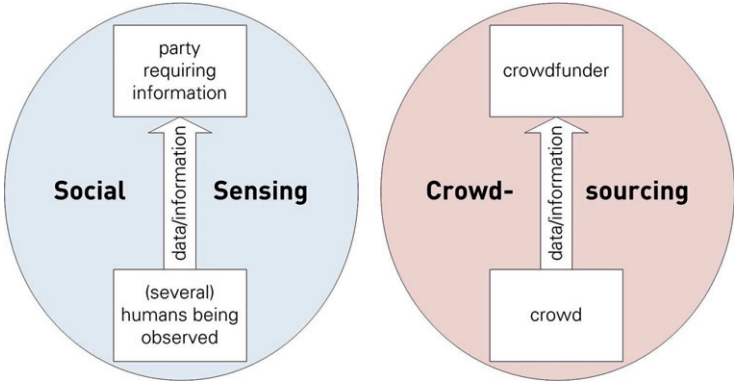 party
requiring
information
data/information
Social Sensing
(several)
humans being
observed
crowdfunder
data/information
Crowd- sourcing
crowd